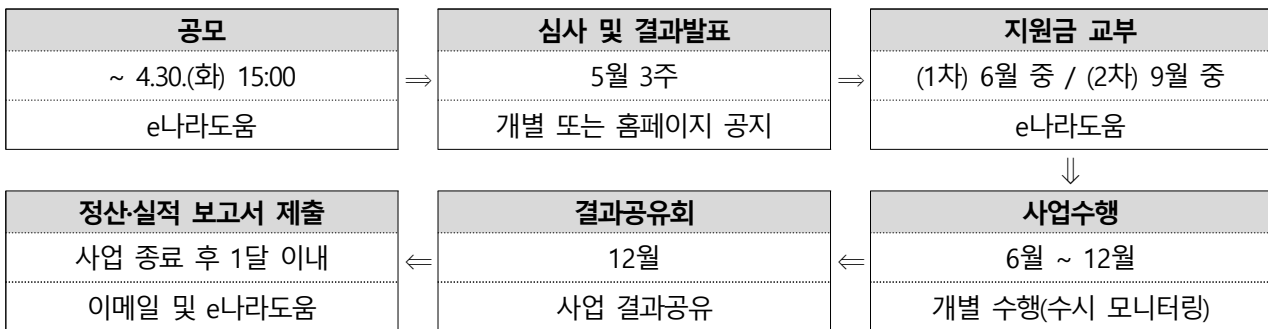 공모
~ 4.30.(화) 15:00
e나라도움
⇒
심사 및 결과발표
5월 3주
개별 또는 홈페이지 공지
⇒
지원금 교부
(1차) 6월 중 / (2차) 9월 중
e나라도움
⇓
사업수행
6월 ~ 12월
개별 수행(수시 모니터링)
⇐
결과공유회
12월
사업 결과공유
⇐
정산·실적 보고서 제출
사업 종료 후 1달 이내
이메일 및 e나라도움